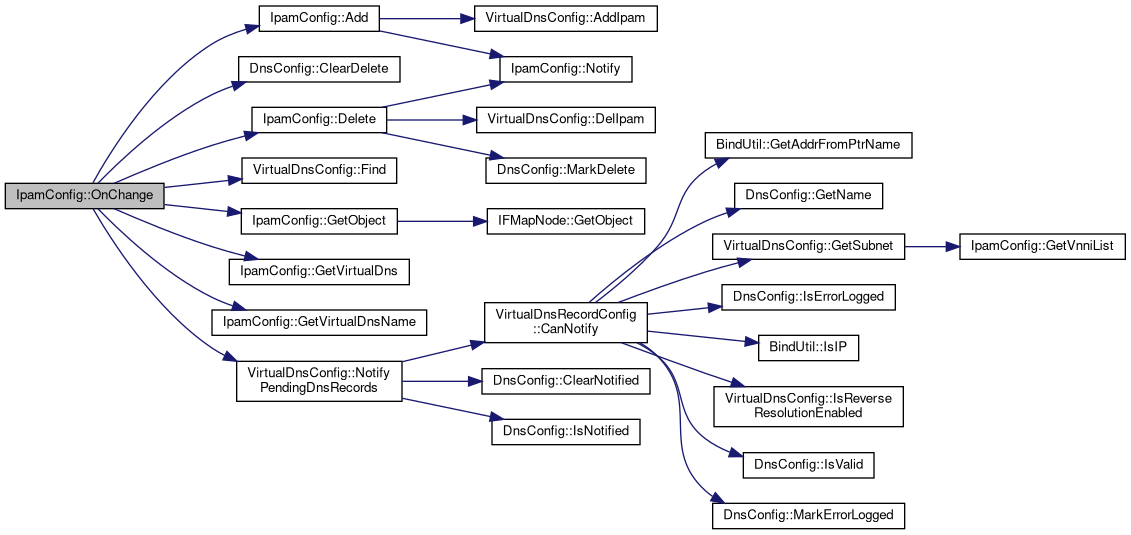 IpamConfig::OnChange
IpamConfig::Add
DnsConfig::ClearDelete
IpamConfig::Delete
VirtualDnsConfig::Find
IpamConfig::GetObject
IpamConfig::GetVirtualDns
IpamConfig::GetVirtualDnsName
VirtualDnsConfig::Notify
PendingDnsRecords
VirtualDnsConfig::AddIpam
IpamConfig::Notify
VirtualDnsConfig::DelIpam
DnsConfig::MarkDelete
IFMapNode::GetObject
VirtualDnsRecordConfig
::CanNotify
DnsConfig::ClearNotified
DnsConfig::IsNotified
BindUtil::GetAddrFromPtrName
DnsConfig::GetName
VirtualDnsConfig::GetSubnet
DnsConfig::IsErrorLogged
BindUtil::IsIP
VirtualDnsConfig::IsReverse
ResolutionEnabled
DnsConfig::IsValid
DnsConfig::MarkErrorLogged
IpamConfig::GetVnniList